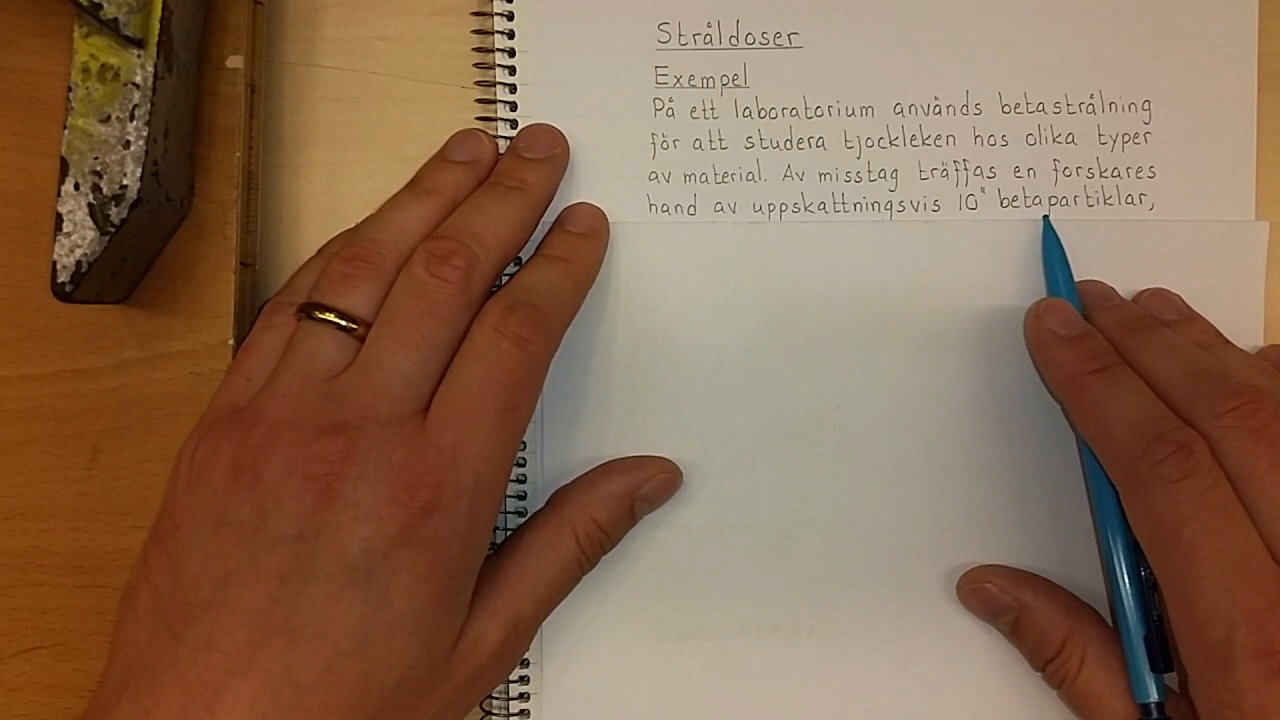 Stråldoser
Exempel
På ett laboratorium används betastrålning
för att studera tjockleken hos olika typer
av material. Av misstag träffas en forskares
hand av uppskattningsvis 10¹¹ betapartiklar,